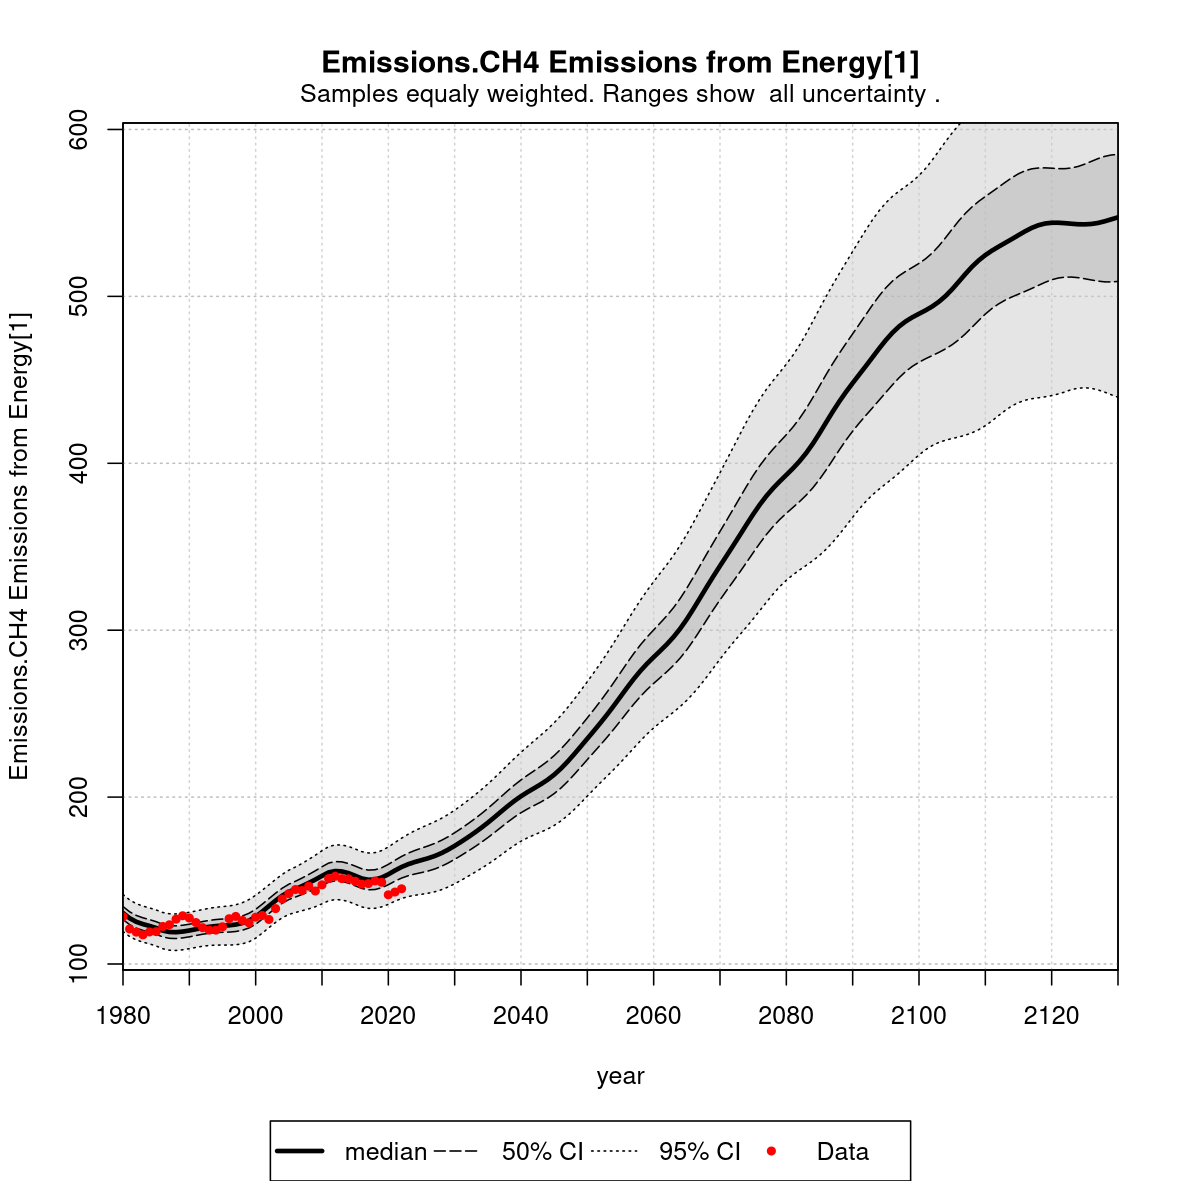 Emissions.CH4 Emissions from Energy[1]
Samples equaly weighted. Ranges show  all uncertainty .
Emissions.CH4 Emissions from Energy[1]
600
500
400
300
200
100
1980 2000 2020 2040 2060 2080 2100 2120
year
median 50% CI 95% CI Data